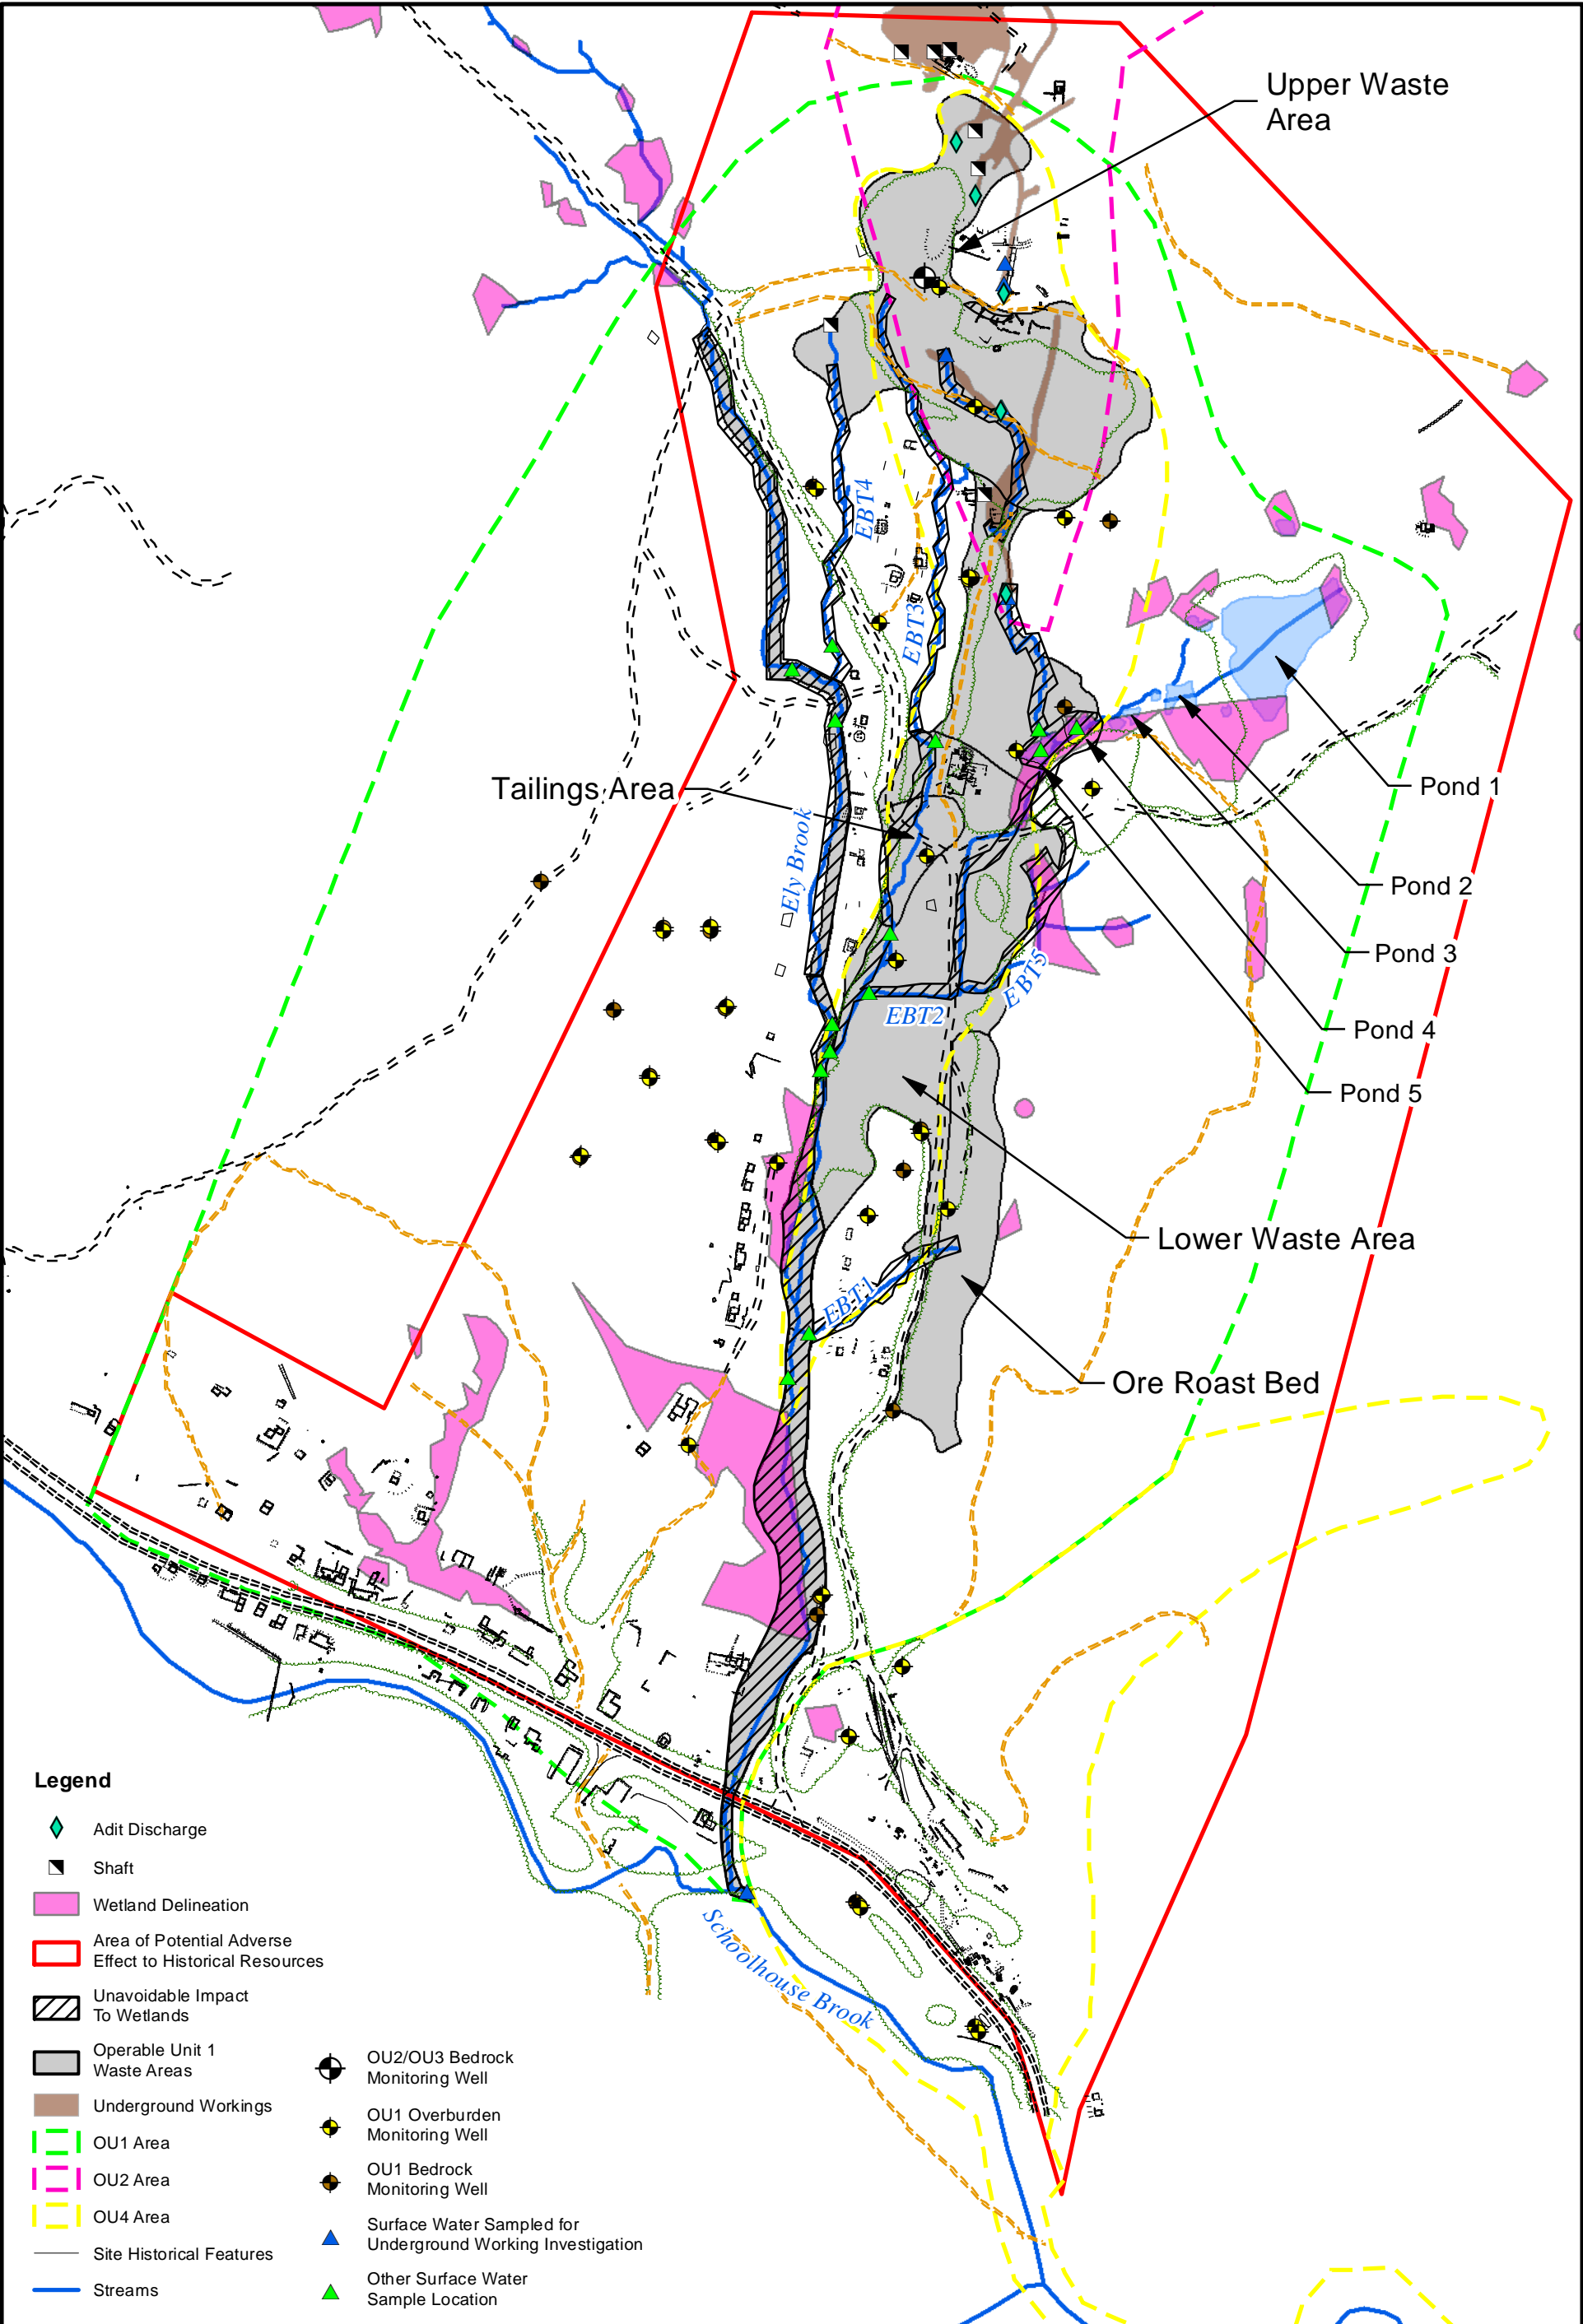 Upper Waste
Area
EBT4
EBT3
Tailings Area
Pond 1
Ely Brook
Pond 2
Pond 3
EBT5
EBT2
Pond 4
Pond 5
Lower Waste Area
EBT1
Ore Roast Bed
Schoolhouse Brook
Legend
Adit Discharge
Shaft
Wetland Delineation
Area of Potential Adverse
Effect to Historical Resources
Unavoidable Impact
To Wetlands
Operable Unit 1
Waste Areas
Underground Workings
OU1 Area
OU2 Area
OU4 Area
Site Historical Features
Streams
OU2/OU3 Bedrock
Monitoring Well
OU1 Overburden
Monitoring Well
OU1 Bedrock
Monitoring Well
Surface Water Sampled for
Underground Working Investigation
Other Surface Water
Sample Location